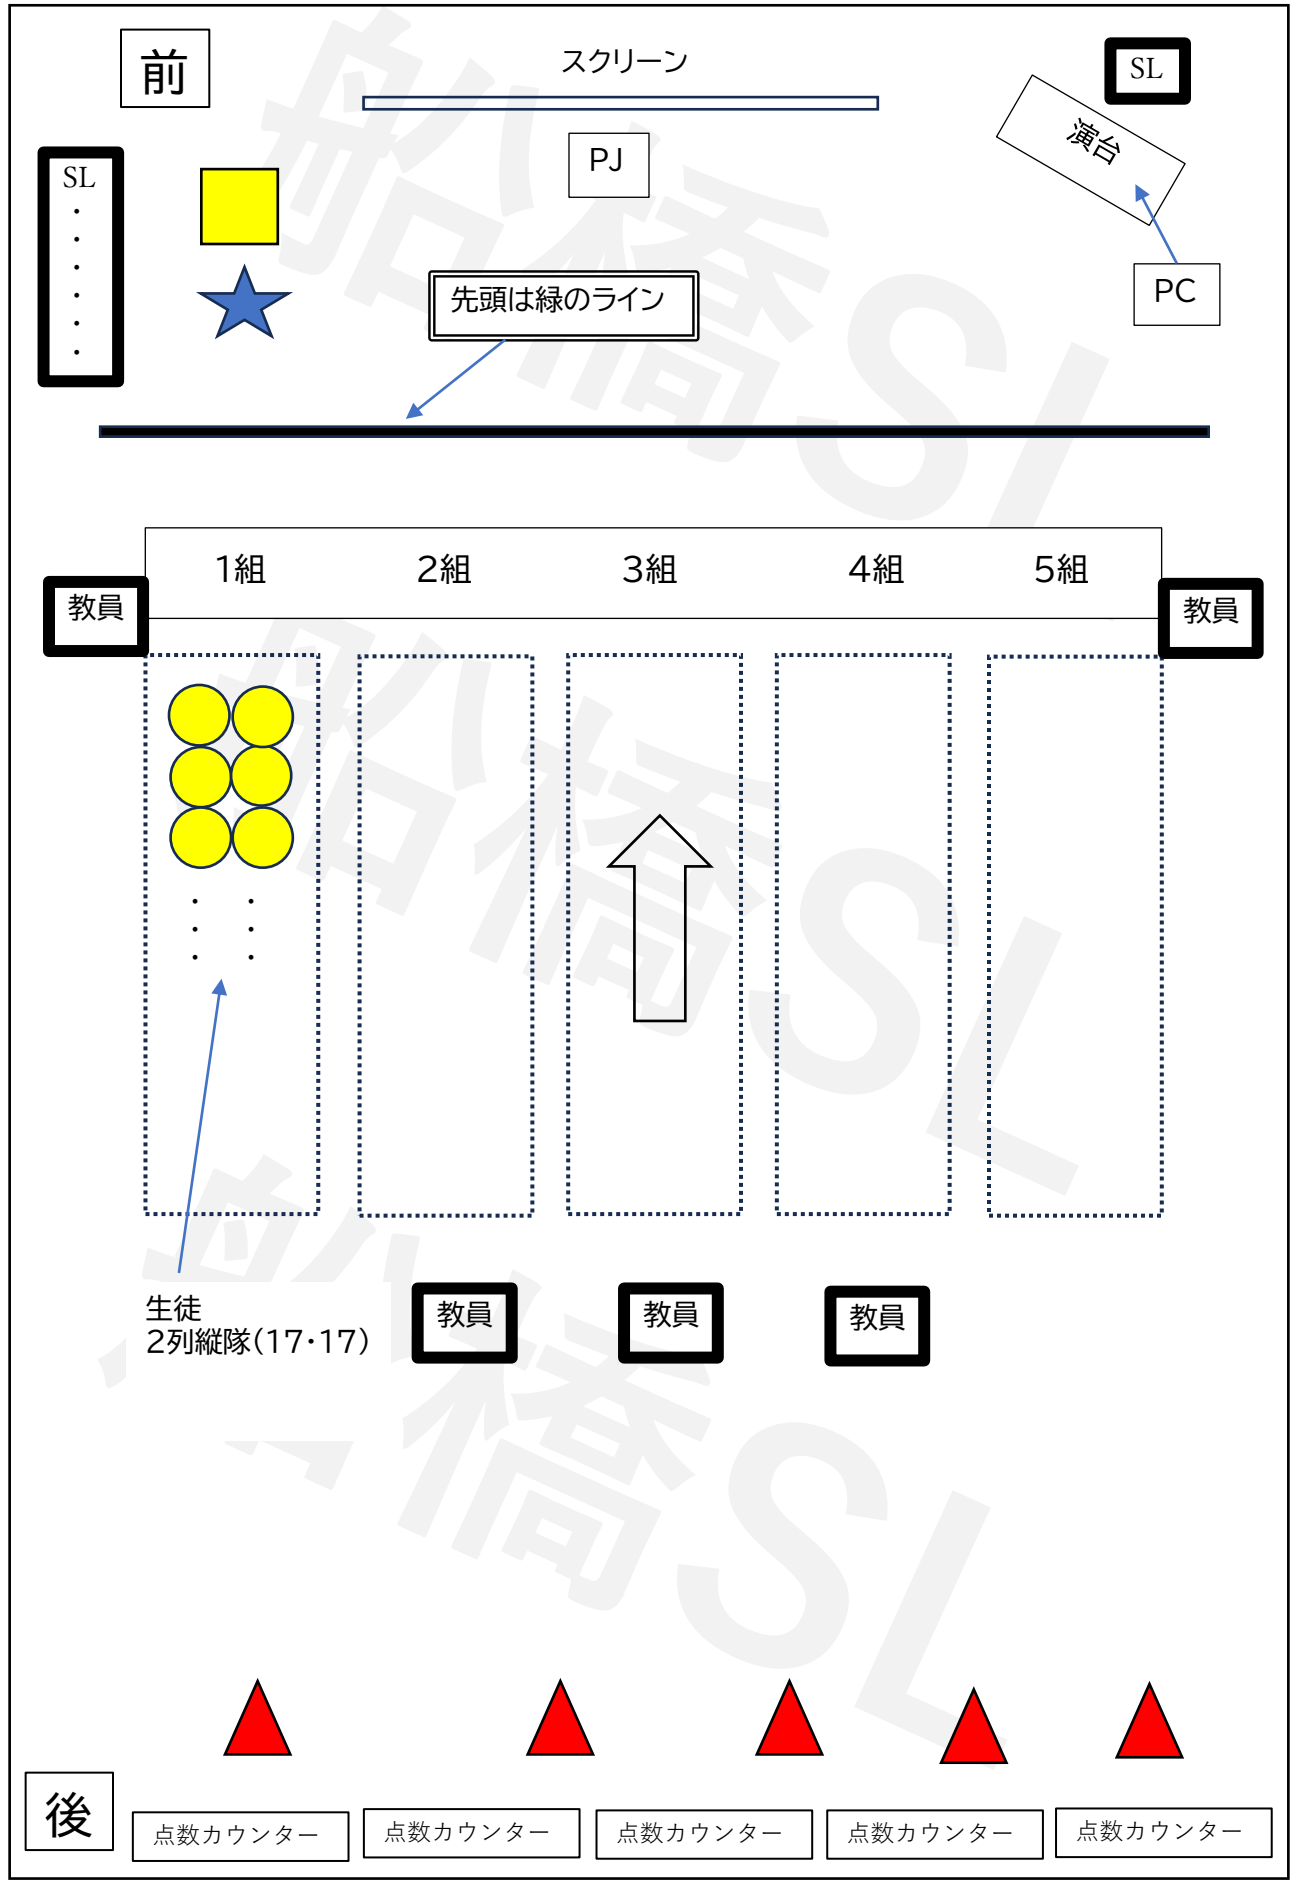 前
スクリーン
SL
演台
PJ
SL
・
・
・
・
・
・
PC
先頭は緑のライン
1組
2組
3組
4組
5組
教員
教員
・ ・
・ ・
・ ・
生徒
2列縦隊(17・17)
教員
教員
教員
後
点数カウンター
点数カウンター
点数カウンター
点数カウンター
点数カウンター
船橋SL
船橋SL
船橋SL